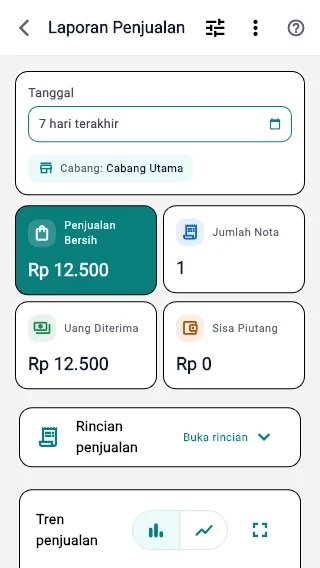 Laporan Penjualan
Tanggal
7 hari terakhir
Cabang: Cabang Utama
Penjualan
Bersih
Rp 12.500
Jumlah Nota
1
Uang Diterima
Rp 12.500
Sisa Piutang
Rp 0
Rincian
penjualan
Buka rincian
Tren
penjualan